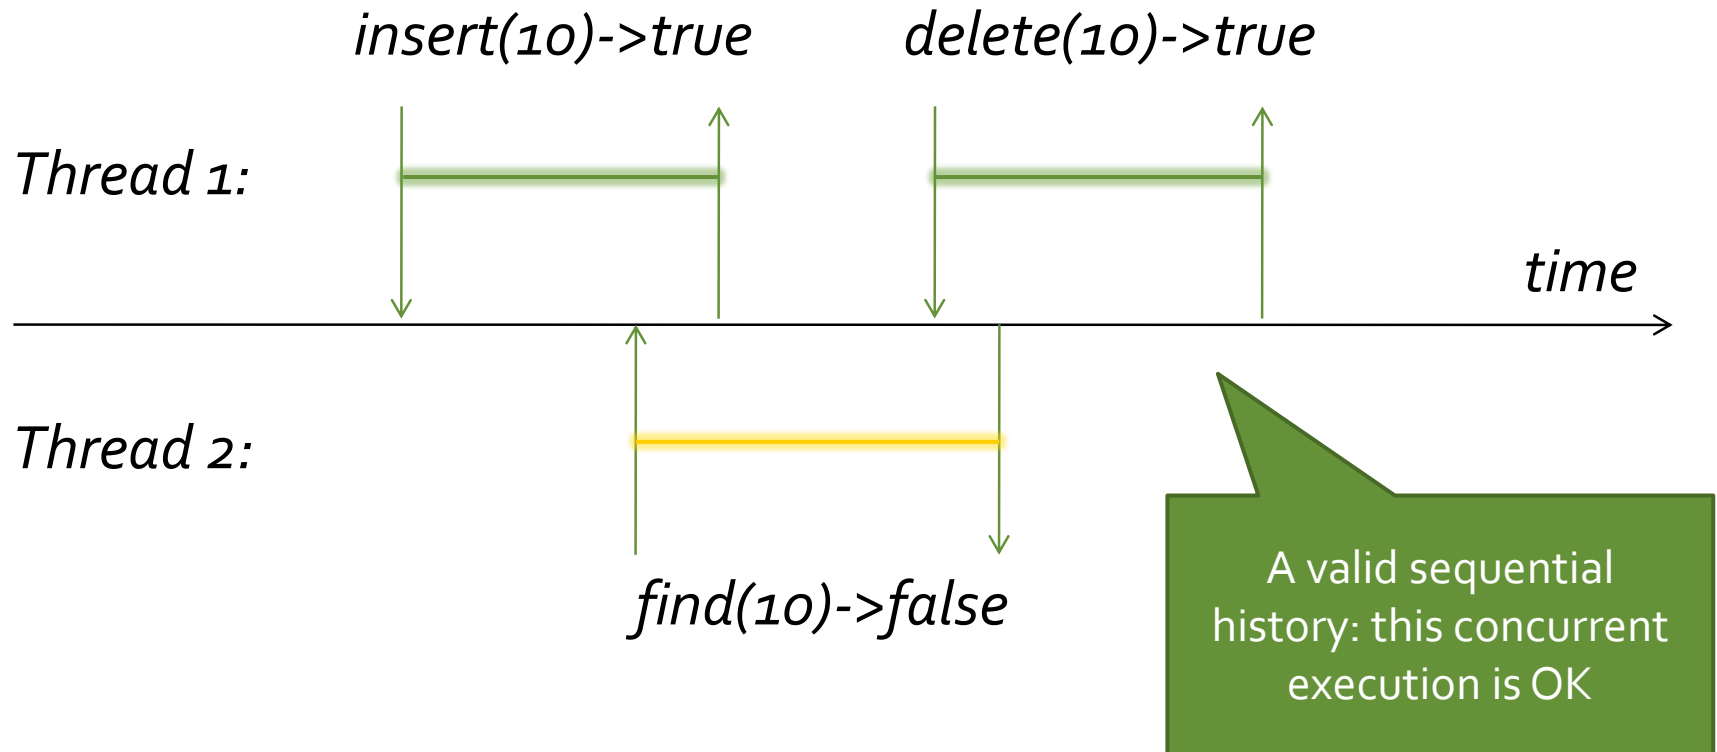 insert(10)->true
delete(10)->true
Thread 1:
time
Thread 2:
find(10)->false
A valid sequential
history: this concurrent
execution is OK